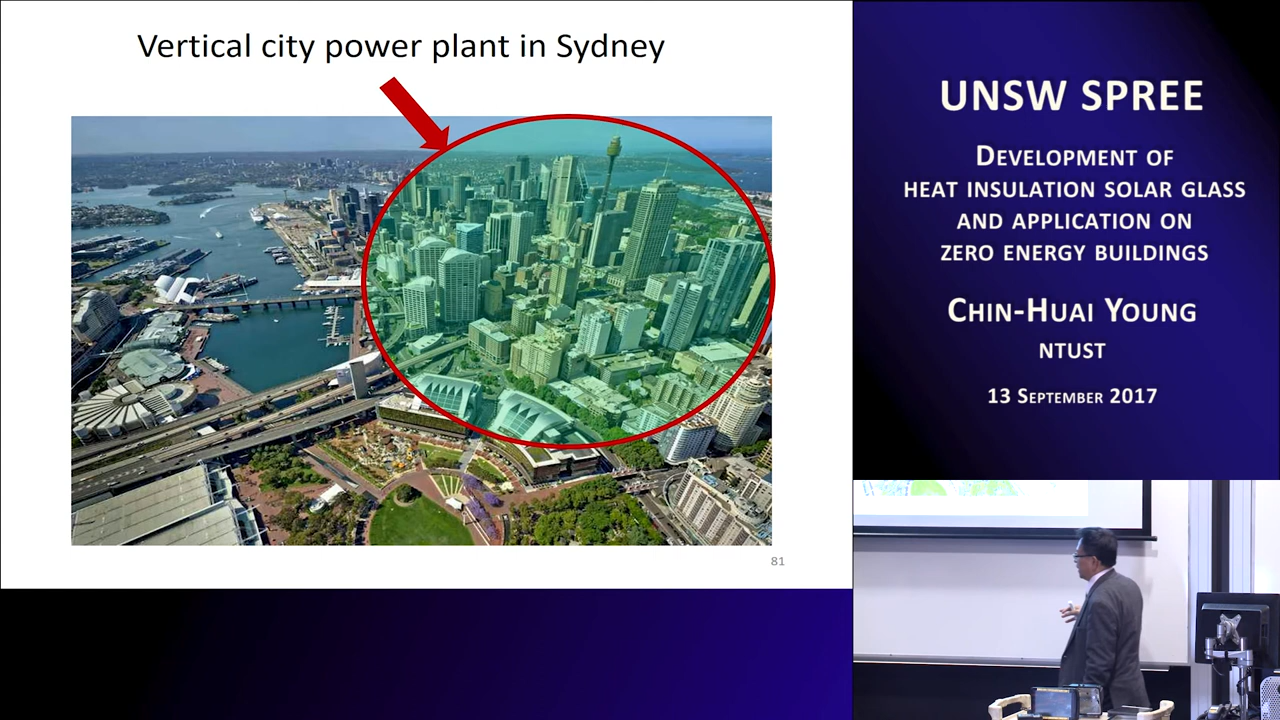 Vertical city power plant in Sydney
81
UNSW SPREE
Development of
heat insulation solar glass
and application on
zero energy buildings
Chin-Huai Young
NTUST
13 September 2017